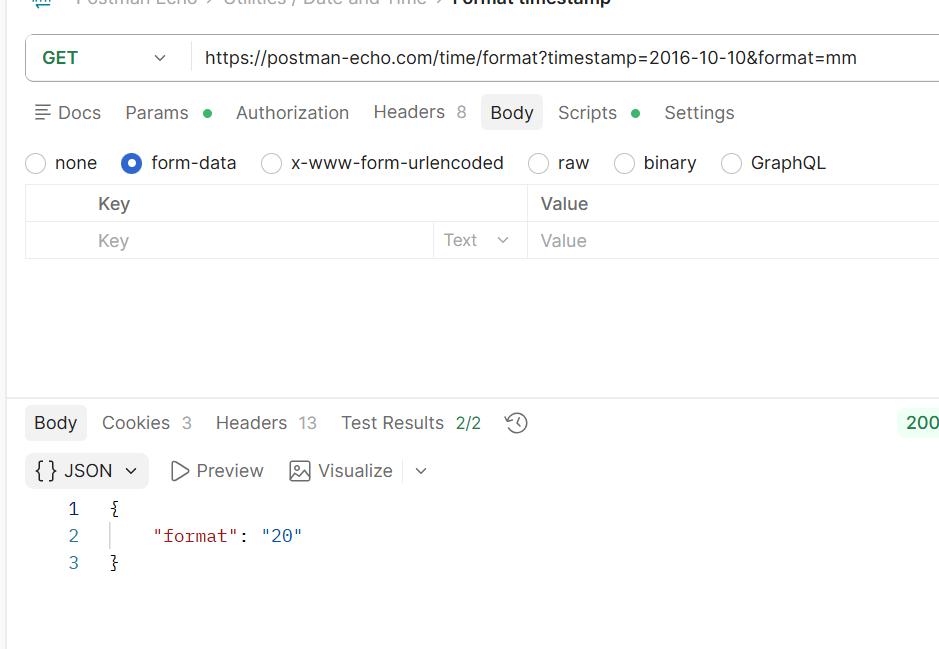 Postman Echo > Utilities / Date and Time > Format timestamp
GET https://postman-echo.com/time/format?timestamp=2016-10-10&format=mm
Docs Params Authorization Headers 8 Body Scripts Settings
none form-data x-www-form-urlencoded raw binary GraphQL
Key Value
Key Text Value
Body Cookies 3 Headers 13 Test Results 2/2 200
{} JSON Preview Visualize
1 {
2 "format": "20"
3 }